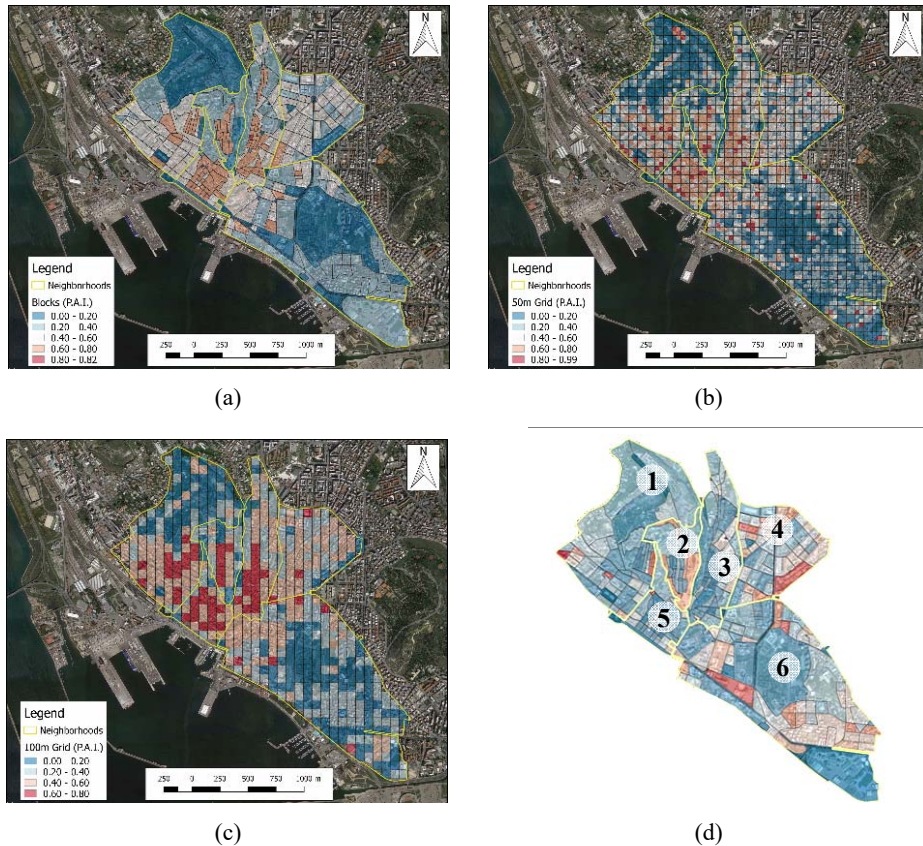 N
Legend
Neighborhoods
Blocks (P.A.I.)
0.00 - 0.20
0.20 - 0.40
0.40 - 0.60
0.60 - 0.80
0.80 - 0.82
250 0 250 500 750 1000 m
(a)
N
Legend
Neighborhoods
50m Grid (P.A.I.)
0.00 - 0.20
0.20 - 0.40
0.40 - 0.60
0.60 - 0.80
0.80 - 0.99
250 0 250 500 750 1000 m
(b)
N
Legend
Neighborhoods
100m Grid (P.A.I.)
0.00 - 0.20
0.20 - 0.40
0.40 - 0.60
0.60 - 0.80
250 0 250 500 750 1000 m
(c)
1
2
3
4
5
6
(d)